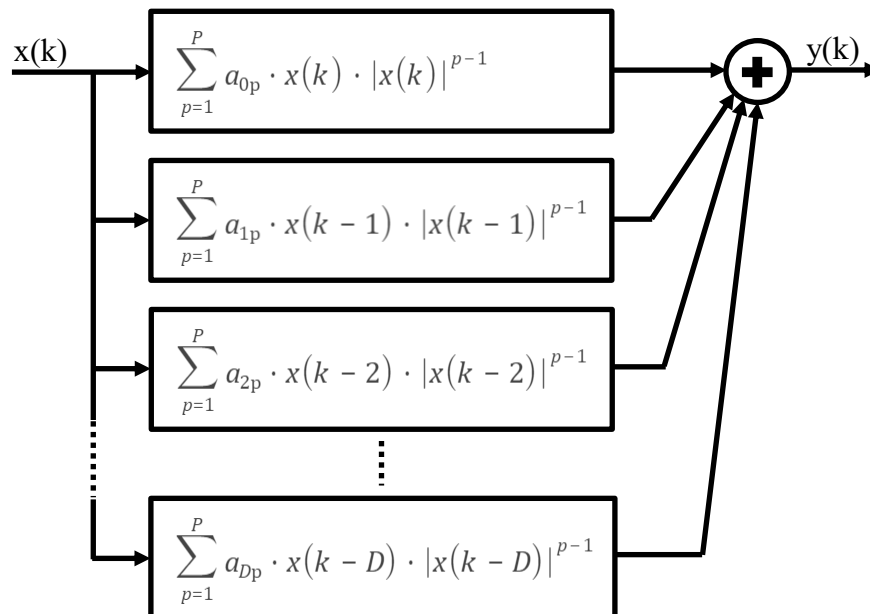 x(k)
y(k)
∑_{p=1}^{P} a_{0p} · x(k) · |x(k)|^{p−1}
∑_{p=1}^{P} a_{1p} · x(k − 1) · |x(k − 1)|^{p−1}
∑_{p=1}^{P} a_{2p} · x(k − 2) · |x(k − 2)|^{p−1}
∑_{p=1}^{P} a_{Dp} · x(k − D) · |x(k − D)|^{p−1}